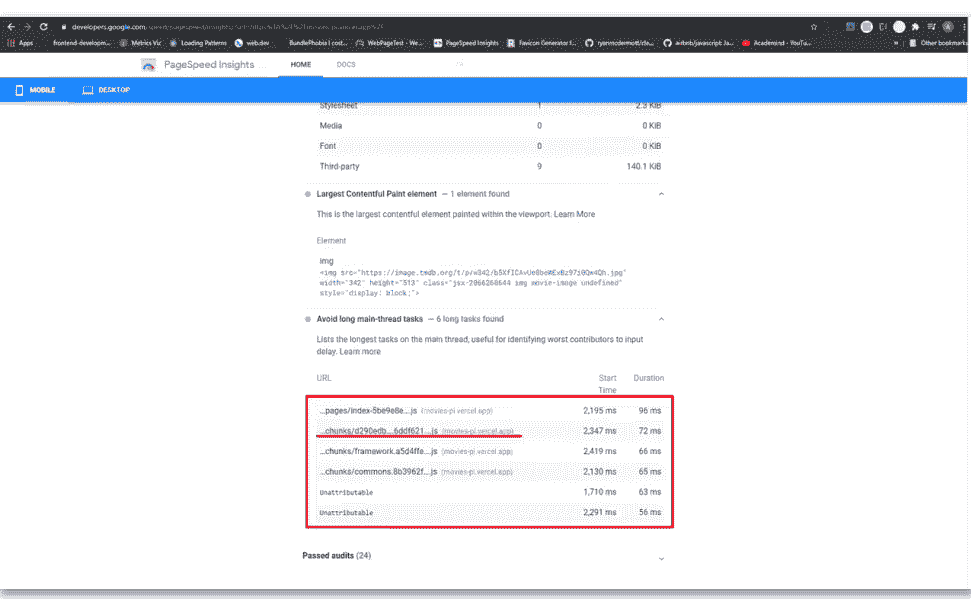 developers.google.com
Apps frontend-developm... Metrics Viz Loading Patterns web.dev BundlePhobia | cost... WebPageTest - We... PageSpeed Insights Favicon Generator f... ryanmcdermott/cle... airbnb/javascript: Ja... Academind - YouTu... » Other bookmarks
PageSpeed Insights HOME DOCS
MOBILE DESKTOP
Stylesheet 1 2.3 KiB
Media 0 0 KiB
Font 0 0 KiB
Third-party 9 140.1 KiB
Largest Contentful Paint element — 1 element found
This is the largest contentful element painted within the viewport. Learn More
Element
img
width="342" height="513" class="jsx-2066268644 img movie-image undefined"
style="display: block;">
Avoid long main-thread tasks — 6 long tasks found
Lists the longest tasks on the main thread, useful for identifying worst contributors to input
delay. Learn more
URL Start Duration
Time
...pages/index-5be9e8e....js (movies-pi.vercel.app) 2,195 ms 96 ms
...chunks/d290edb...6ddf621....js (movies-pi.vercel.app) 2,347 ms 72 ms
...chunks/framework.a5d4ffe....js (movies-pi.vercel.app) 2,419 ms 66 ms
...chunks/commons.8b3962f....js (movies-pi.vercel.app) 2,130 ms 65 ms
Unattributable 1,710 ms 63 ms
Unattributable 2,291 ms 56 ms
Passed audits (24)